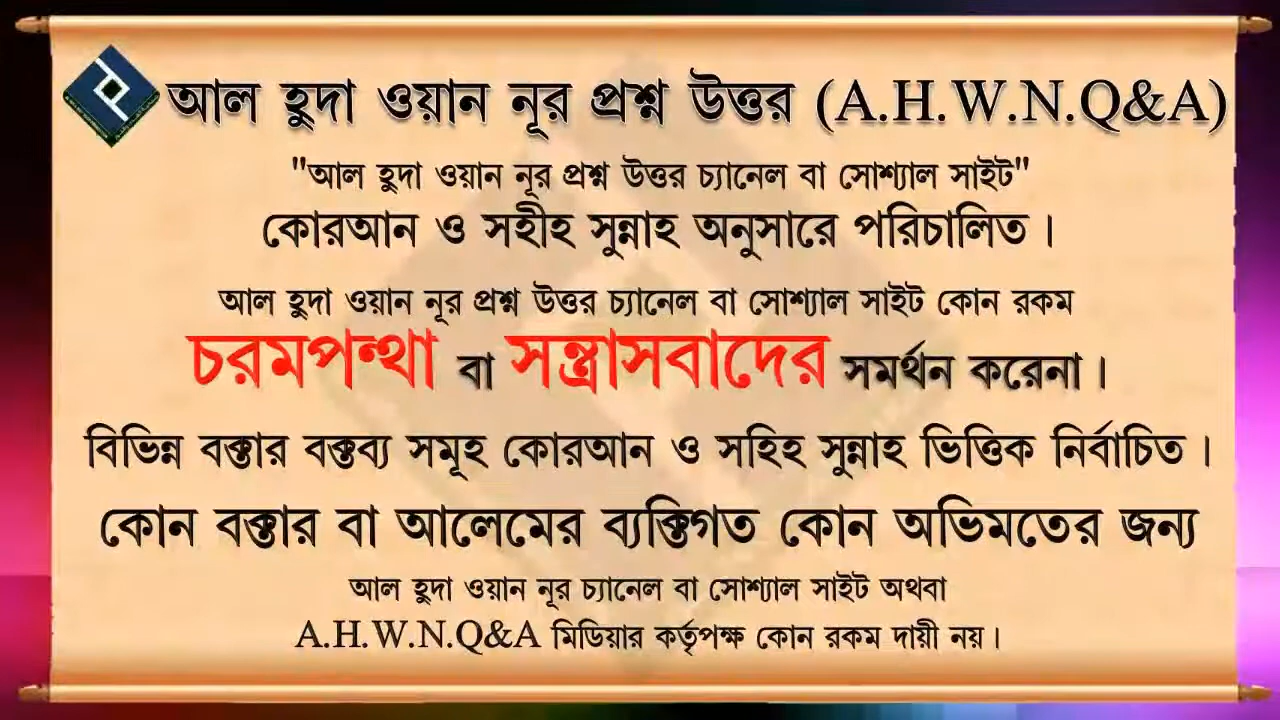 আল হুদা ওয়ান নূর প্রশ্ন উত্তর (A.H.W.N.Q&A)
"আল হুদা ওয়ান নূর প্রশ্ন উত্তর চ্যানেল বা সোশ্যাল সাইট"
কোরআন ও সহীহ সুন্নাহ অনুসারে পরিচালিত।
আল হুদা ওয়ান নূর প্রশ্ন উত্তর চ্যানেল বা সোশ্যাল সাইট কোন রকম
চরমপন্থা বা সন্ত্রাসবাদের সমর্থন করেনা।
বিভিন্ন বক্তার বক্তব্য সমূহ কোরআন ও সহিহ সুন্নাহ ভিত্তিক নির্বাচিত।
কোন বক্তার বা আলেমের ব্যক্তিগত কোন অভিমতের জন্য
আল হুদা ওয়ান নূর চ্যানেল বা সোশ্যাল সাইট অথবা
A.H.W.N.Q&A মিডিয়ার কর্তৃপক্ষ কোন রকম দায়ী নয়।